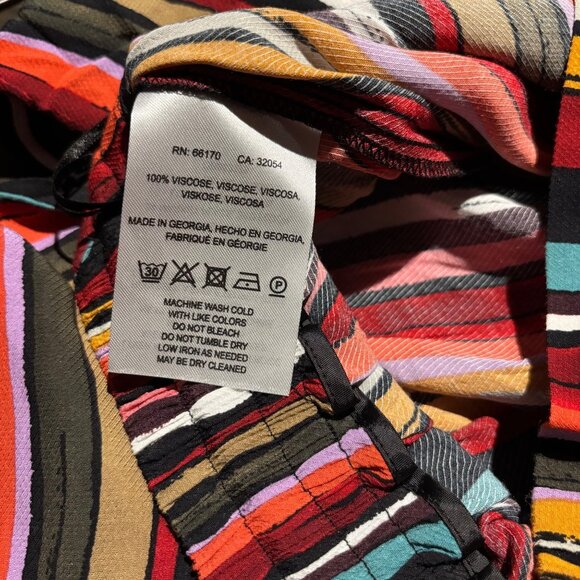 RN: 66170 CA: 32054
100% VISCOSE, VISCOSE, VISCOSA,
VISKOSE, VISCOSA
MADE IN GEORGIA, HECHO EN GEORGIA,
FABRIQUÉ EN GÉORGIE
30 P
MACHINE WASH COLD
WITH LIKE COLORS
DO NOT BLEACH
DO NOT TUMBLE DRY
LOW IRON AS NEEDED
MAY BE DRY CLEANED